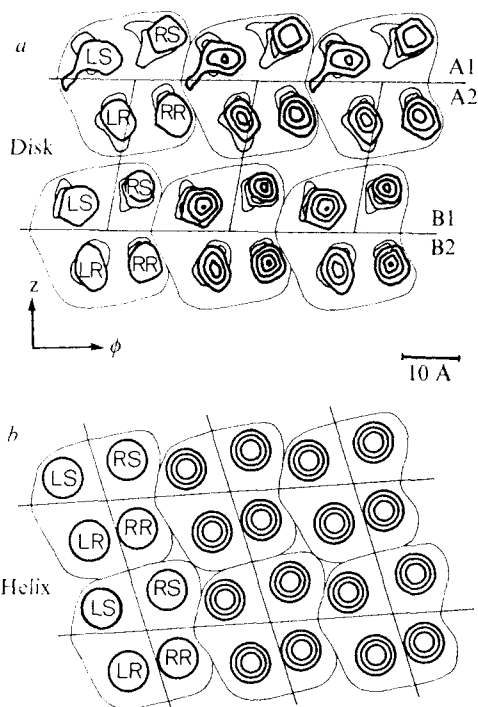 a
LS RS
A1
A2
LR RR
Disk
LS RS
B1
B2
LR RR
z
φ
10 A
b
LS RS
LR RR
Helix
LS RS
LR RR